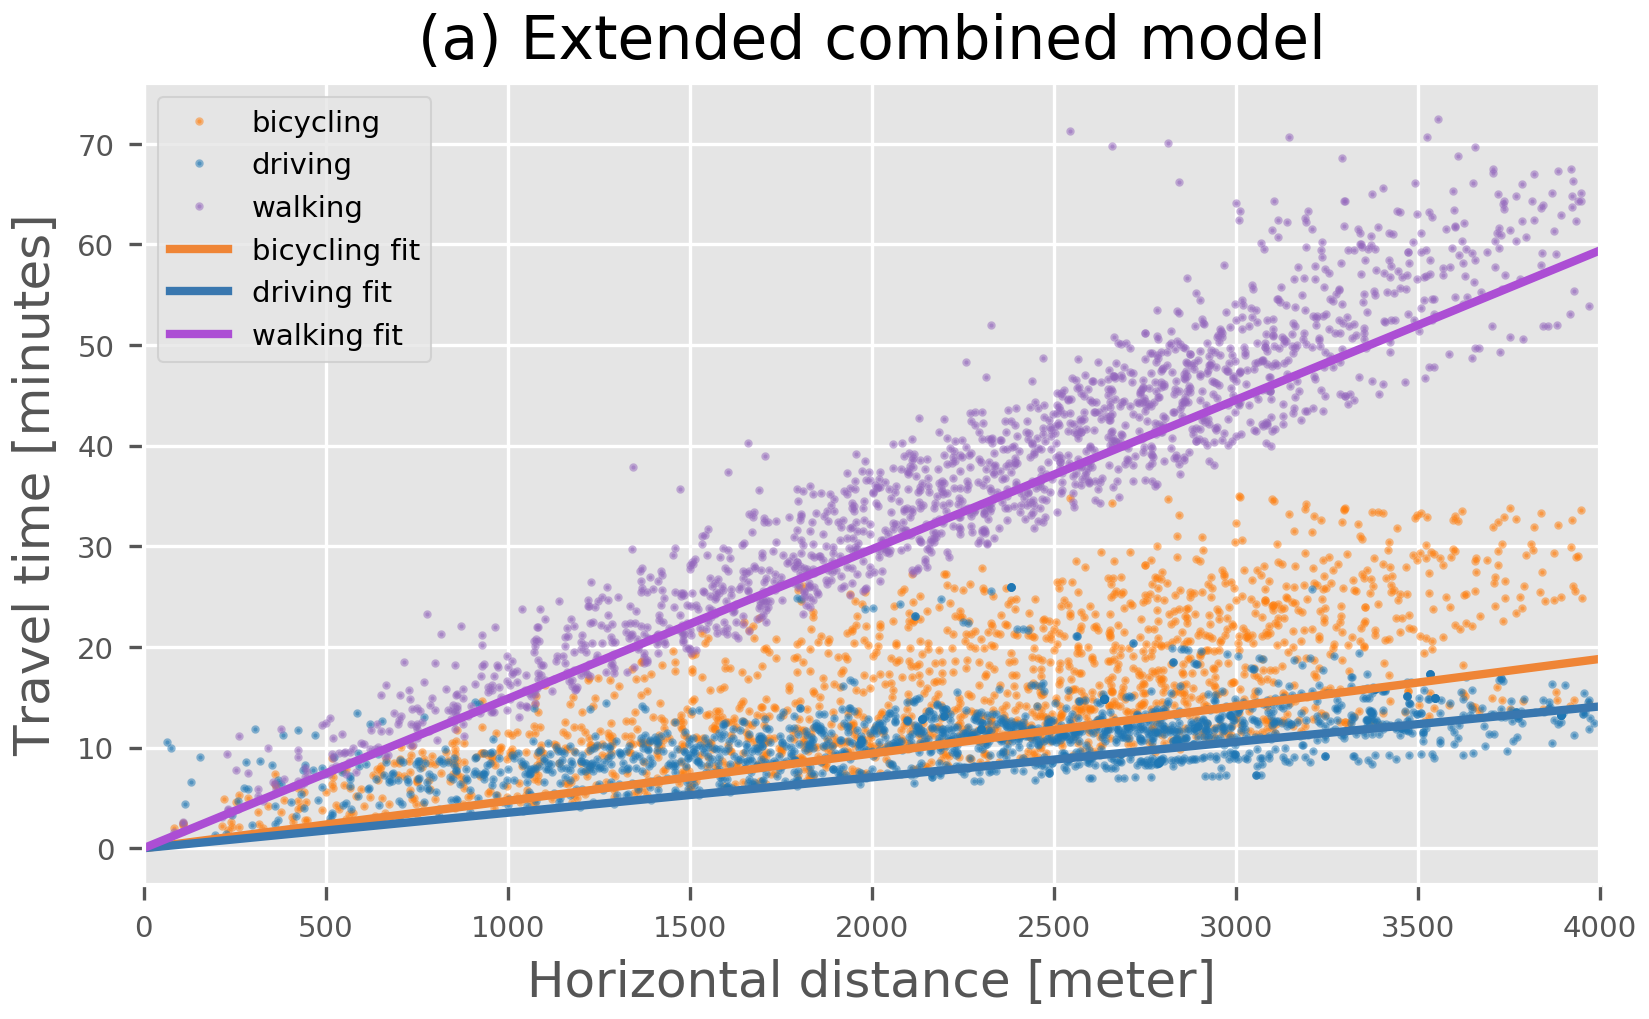 (a) Extended combined model
bicycling
driving
walking
bicycling fit
driving fit
walking fit
Travel time [minutes]
70
60
50
40
30
20
10
0
0 500 1000 1500 2000 2500 3000 3500 4000
Horizontal distance [meter]